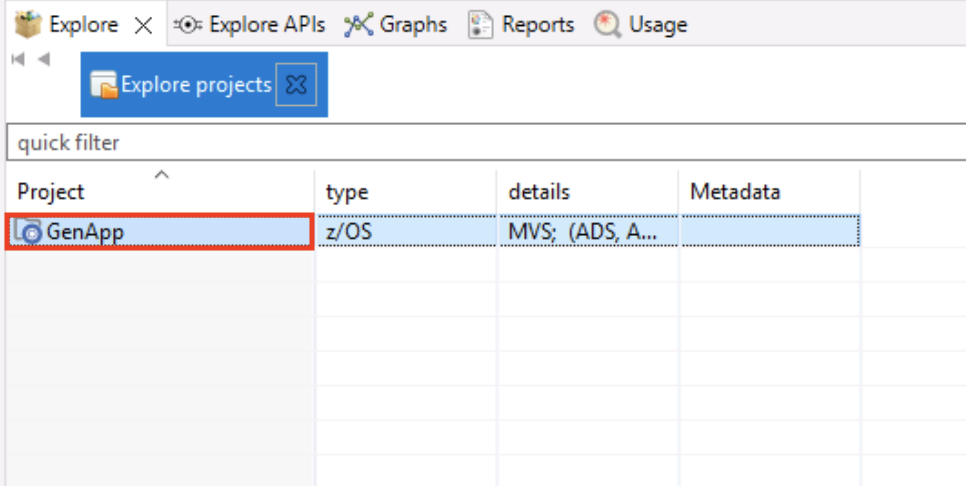 Explore Explore APIs Graphs Reports Usage
Explore projects
quick filter
Project type details Metadata
GenApp z/OS MVS; (ADS, A...